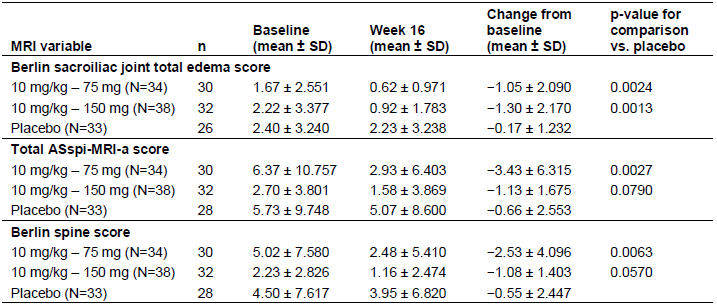 MRI variable n Baseline (mean ± SD) Week 16 (mean ± SD) Change from baseline (mean ± SD) p-value for comparison vs. placebo
Berlin sacroiliac joint total edema score
10 mg/kg – 75 mg (N=34) 30 1.67 ± 2.551 0.62 ± 0.971 −1.05 ± 2.090 0.0024
10 mg/kg – 150 mg (N=38) 32 2.22 ± 3.377 0.92 ± 1.783 −1.30 ± 2.170 0.0013
Placebo (N=33) 26 2.40 ± 3.240 2.23 ± 3.238 −0.17 ± 1.232
Total ASspi-MRI-a score
10 mg/kg – 75 mg (N=34) 30 6.37 ± 10.757 2.93 ± 6.403 −3.43 ± 6.315 0.0027
10 mg/kg – 150 mg (N=38) 32 2.70 ± 3.801 1.58 ± 3.869 −1.13 ± 1.675 0.0790
Placebo (N=33) 28 5.73 ± 9.748 5.07 ± 8.600 −0.66 ± 2.553
Berlin spine score
10 mg/kg – 75 mg (N=34) 30 5.02 ± 7.580 2.48 ± 5.410 −2.53 ± 4.096 0.0063
10 mg/kg – 150 mg (N=38) 32 2.23 ± 2.826 1.16 ± 2.474 −1.08 ± 1.403 0.0570
Placebo (N=33) 28 4.50 ± 7.617 3.95 ± 6.820 −0.55 ± 2.447